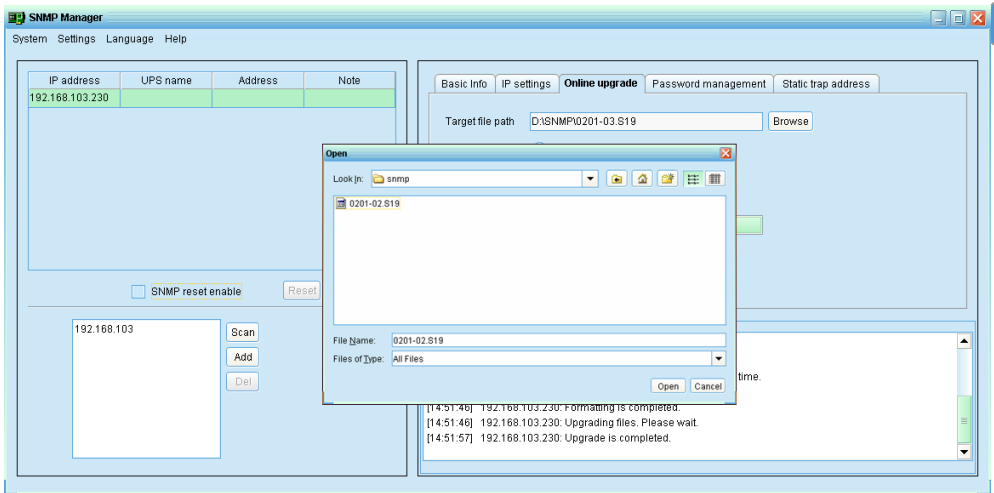 SNMP Manager
System Settings Language Help
IP address UPS name Address Note
192.168.103.230
SNMP reset enable Reset
192.168.103
Scan
Add
Del
Basic Info IP settings Online upgrade Password management Static trap address
Target file path D:\SNMP\0201-03.S19 Browse
Open
Look In: snmp
0201-02.S19
File Name: 0201-02.S19
Files of Type: All Files
Open Cancel
time.
[14:51:46] 192.168.103.230: Formatting is completed.
[14:51:46] 192.168.103.230: Upgrading files. Please wait.
[14:51:57] 192.168.103.230: Upgrade is completed.